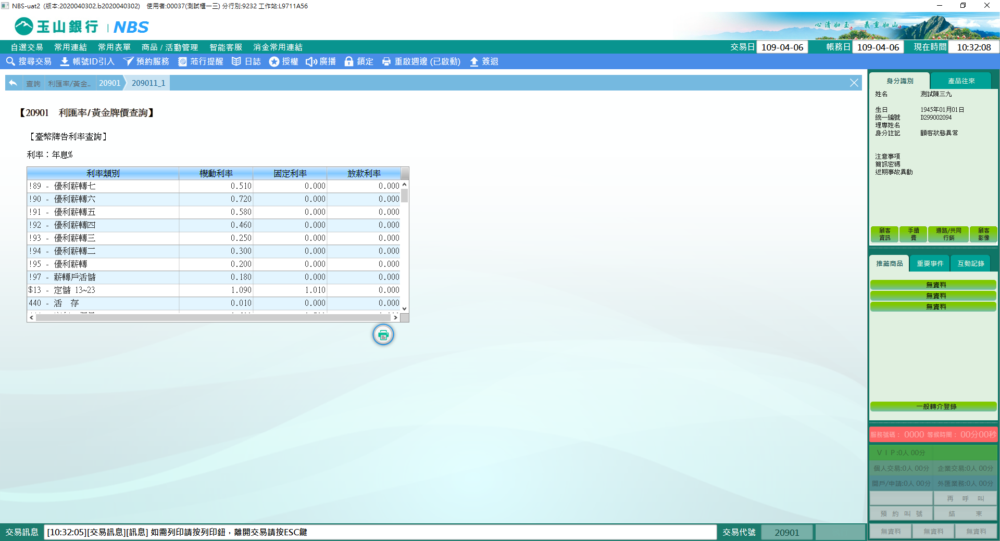 NBS-uat2 (版本:2020040302.b2020040302) 使用者:00037(測試櫃一三) 分行別:9232 工作站:L9711A56
玉山銀行 | NBS
心清如玉 義重如山
自選交易 常用連結 常用表單 商品 / 活動管理 智能客服 消金常用連結
交易日 109-04-06 帳務日 109-04-06 現在時間 10:32:08
搜尋交易 帳號ID引入 預約服務 蒞行提醒 日誌 授權 廣播 鎖定 重啟週邊 (已啟動) 簽退
查詢 利匯率/黃金.. 20901 209011_1
【20901 利匯率/黃金牌價查詢】
【臺幣牌告利率查詢】
利率：年息%
利率類別 機動利率 固定利率 放款利率
!89 - 優利薪轉七 0.510 0.000 0.000
!90 - 優利薪轉六 0.720 0.000 0.000
!91 - 優利薪轉五 0.580 0.000 0.000
!92 - 優利薪轉四 0.460 0.000 0.000
!93 - 優利薪轉三 0.250 0.000 0.000
!94 - 優利薪轉二 0.300 0.000 0.000
!95 - 優利薪轉 0.200 0.000 0.000
!97 - 薪轉戶活儲 0.180 0.000 0.000
$13 - 定儲 13~23 1.090 1.010 0.000
440 - 活　存 0.010 0.000 0.000
身分識別 產品往來
姓名 測試陳三九
生日 1945年01月01日
統一編號 D299002094
理專姓名
身分註記 顧客狀態異常
注意事項
簡訊密碼
近期事故異動
顧客資訊 手續費 通路/共同行銷 顧客影像
推薦商品 重要事件 互動記錄
無資料
無資料
無資料
一般轉介登錄
服務號碼： 0000 等候時間： 00分00秒
ＶＩＰ:0人 00分
個人交易:0人 00分 企業交易:0人 00分
開戶/申請:0人 00分 外匯業務:0人 00分
再 呼 叫
預 約 叫 號 結 束
無資料 無資料 無資料
交易訊息 [10:32:05][交易訊息][訊息] 如需列印請按列印鈕，離開交易請按ESC鍵
交易代號 20901